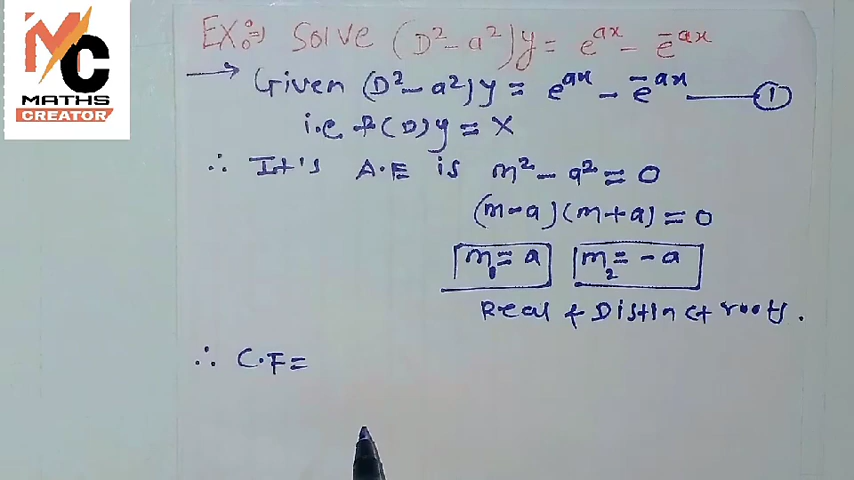 MC
MATHS
CREATOR
EX:⇒ Solve (D²-a²)y = e^ax - e^-ax
→ Given (D²-a²)y = e^ax - e^-ax — ①
i.e f(D)y = X
∴ It's A.E is m²-a²=0
(m-a)(m+a)=0
m₁=a m₂=-a
Real & Distinct roots.
∴ C.F=